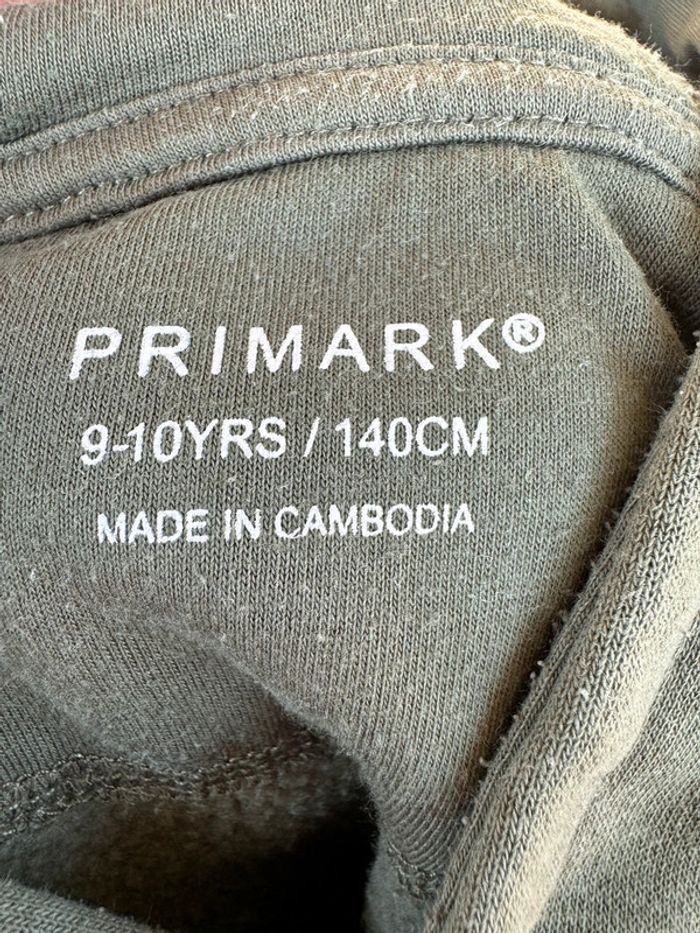 PRIMARK®
9-10YRS / 140CM
MADE IN CAMBODIA